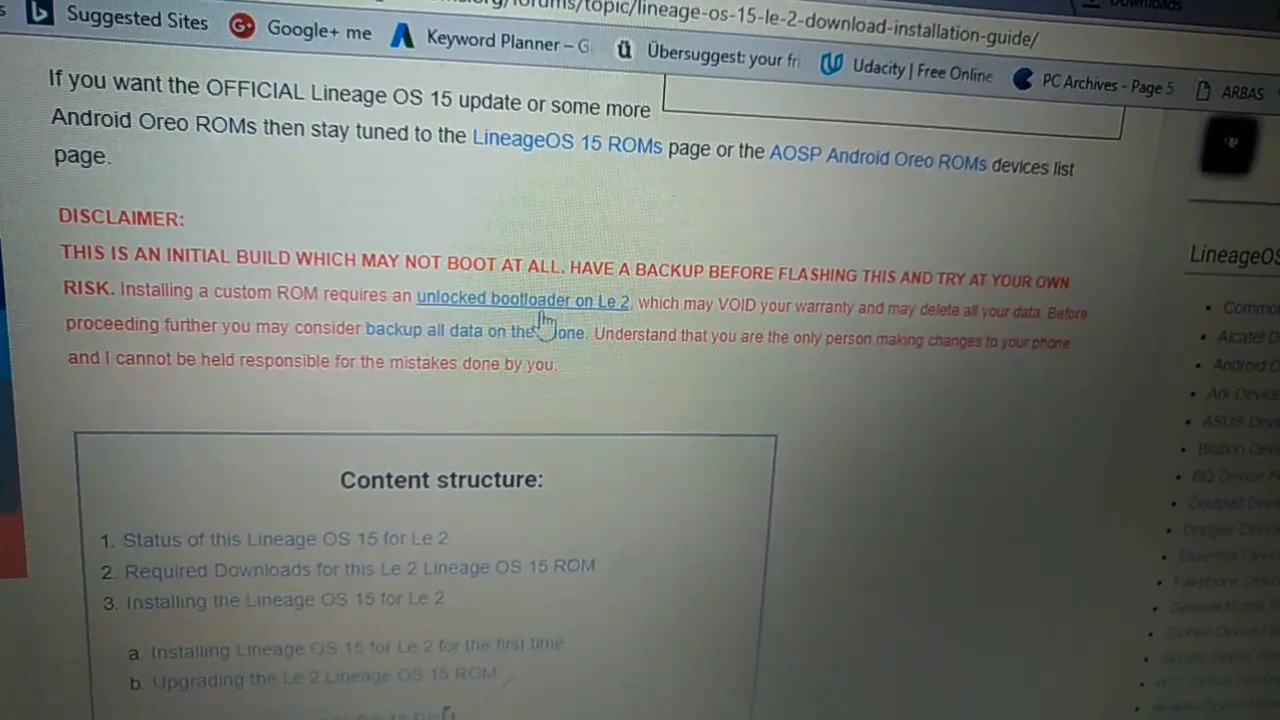 forums/topic/lineage-os-15-le-2-download-installation-guide/
Downloads
Suggested Sites
Google+ me
Keyword Planner – G
Übersuggest: your fr
Udacity | Free Online
PC Archives - Page 5
ARBAS
If you want the OFFICIAL Lineage OS 15 update or some more
Android Oreo ROMs then stay tuned to the LineageOS 15 ROMs page or the AOSP Android Oreo ROMs devices list
page.
DISCLAIMER:
THIS IS AN INITIAL BUILD WHICH MAY NOT BOOT AT ALL. HAVE A BACKUP BEFORE FLASHING THIS AND TRY AT YOUR OWN
RISK. Installing a custom ROM requires an unlocked bootloader on Le 2, which may VOID your warranty and may delete all your data. Before
proceeding further you may consider backup all data on the one. Understand that you are the only person making changes to your phone
and I cannot be held responsible for the mistakes done by you.
Content structure:
1. Status of this Lineage OS 15 for Le 2
2. Required Downloads for this Le 2 Lineage OS 15 ROM
3. Installing the Lineage OS 15 for Le 2
a. Installing Lineage OS 15 for Le 2 for the first time
b. Upgrading the Le 2 Lineage OS 15 ROM
LineageOS
Commo
Alcatel D
Android O
Ark Device
ASUS Devi